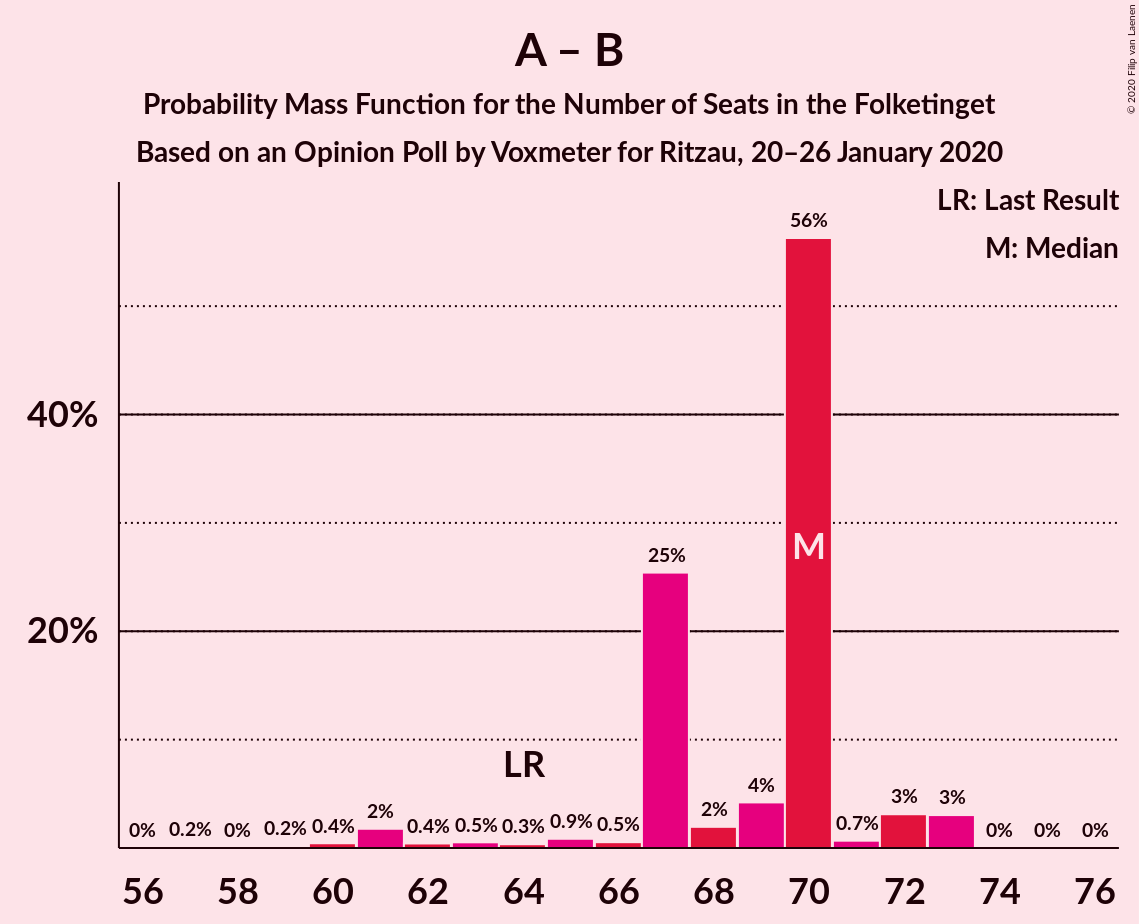 A – B
Probability Mass Function for the Number of Seats in the Folketinget
Based on an Opinion Poll by Voxmeter for Ritzau, 20–26 January 2020
© 2020 Filip van Laenen
LR: Last Result
M: Median
56%
40%
M
25%
20%
LR
0% 0.2% 0% 0.2% 0.4% 2% 0.4% 0.5% 0.3% 0.9% 0.5% 2% 4% 0.7% 3% 3% 0% 0% 0%
56 58 60 62 64 66 68 70 72 74 76